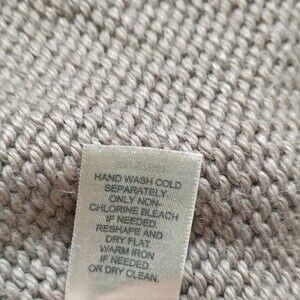 HAND WASH COLD
SEPARATELY.
ONLY NON-
CHLORINE BLEACH
IF NEEDED.
RESHAPE AND
DRY FLAT.
WARM IRON
IF NEEDED
OR DRY CLEAN.